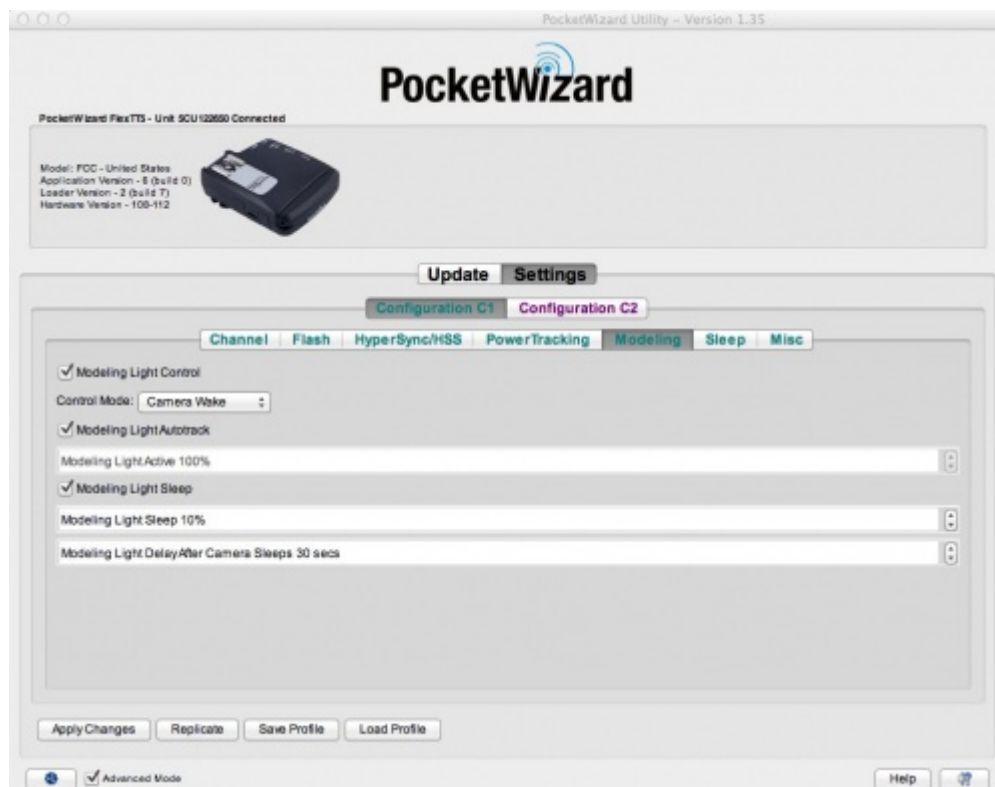 PocketWizard Utility – Version 1.35
PocketWizard
PocketWizard FlexTT5 - Unit 5CU122650 Connected
Model: FCC - United States
Application Version - 6 (build 0)
Loader Version - 2 (build 7)
Hardware Version - 108-112
Update Settings
Configuration C1 Configuration C2
Channel Flash HyperSync/HSS PowerTracking Modeling Sleep Misc
Modeling Light Control
Control Mode: Camera Wake
Modeling Light Autotrack
Modeling Light Active 100%
Modeling Light Sleep
Modeling Light Sleep 10%
Modeling Light Delay After Camera Sleeps 30 secs
Apply Changes Replicate Save Profile Load Profile
Advanced Mode Help